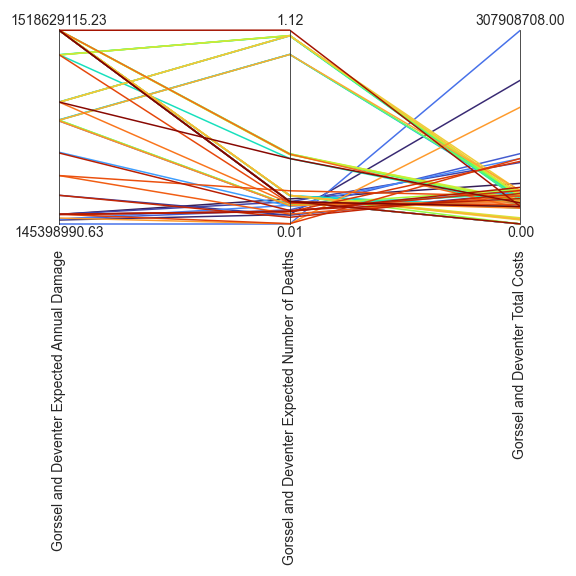 1518629115.23
1.12
307908708.00
145398990.63
0.01
0.00
Gorssel and Deventer Expected Annual Damage
Gorssel and Deventer Expected Number of Deaths
Gorssel and Deventer Total Costs